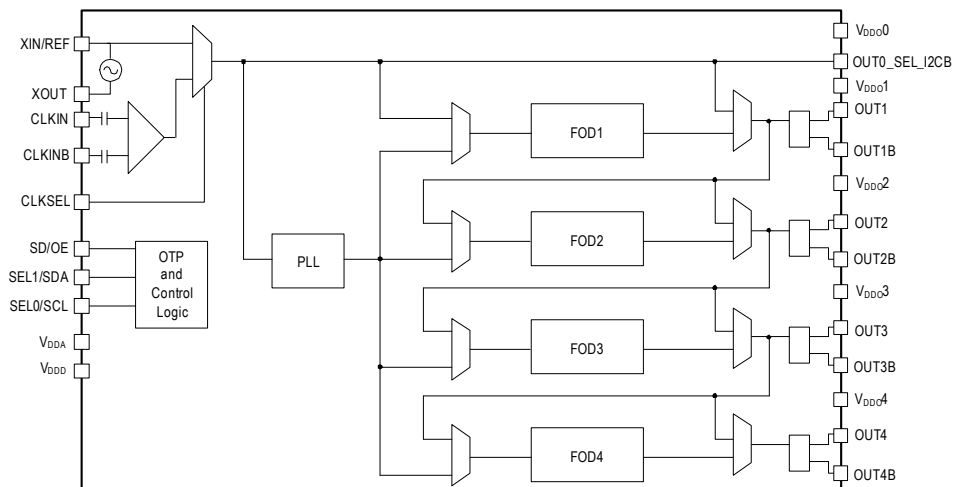 XIN/REF
XOUT
CLKIN
CLKINB
CLKSEL
SD/OE
SEL1/SDA
SEL0/SCL
VDDA
VDDD
OTP
and
Control
Logic
PLL
FOD1
FOD2
FOD3
FOD4
VDDO0
OUT0_SEL_I2CB
VDDO1
OUT1
OUT1B
VDDO2
OUT2
OUT2B
VDDO3
OUT3
OUT3B
VDDO4
OUT4
OUT4B